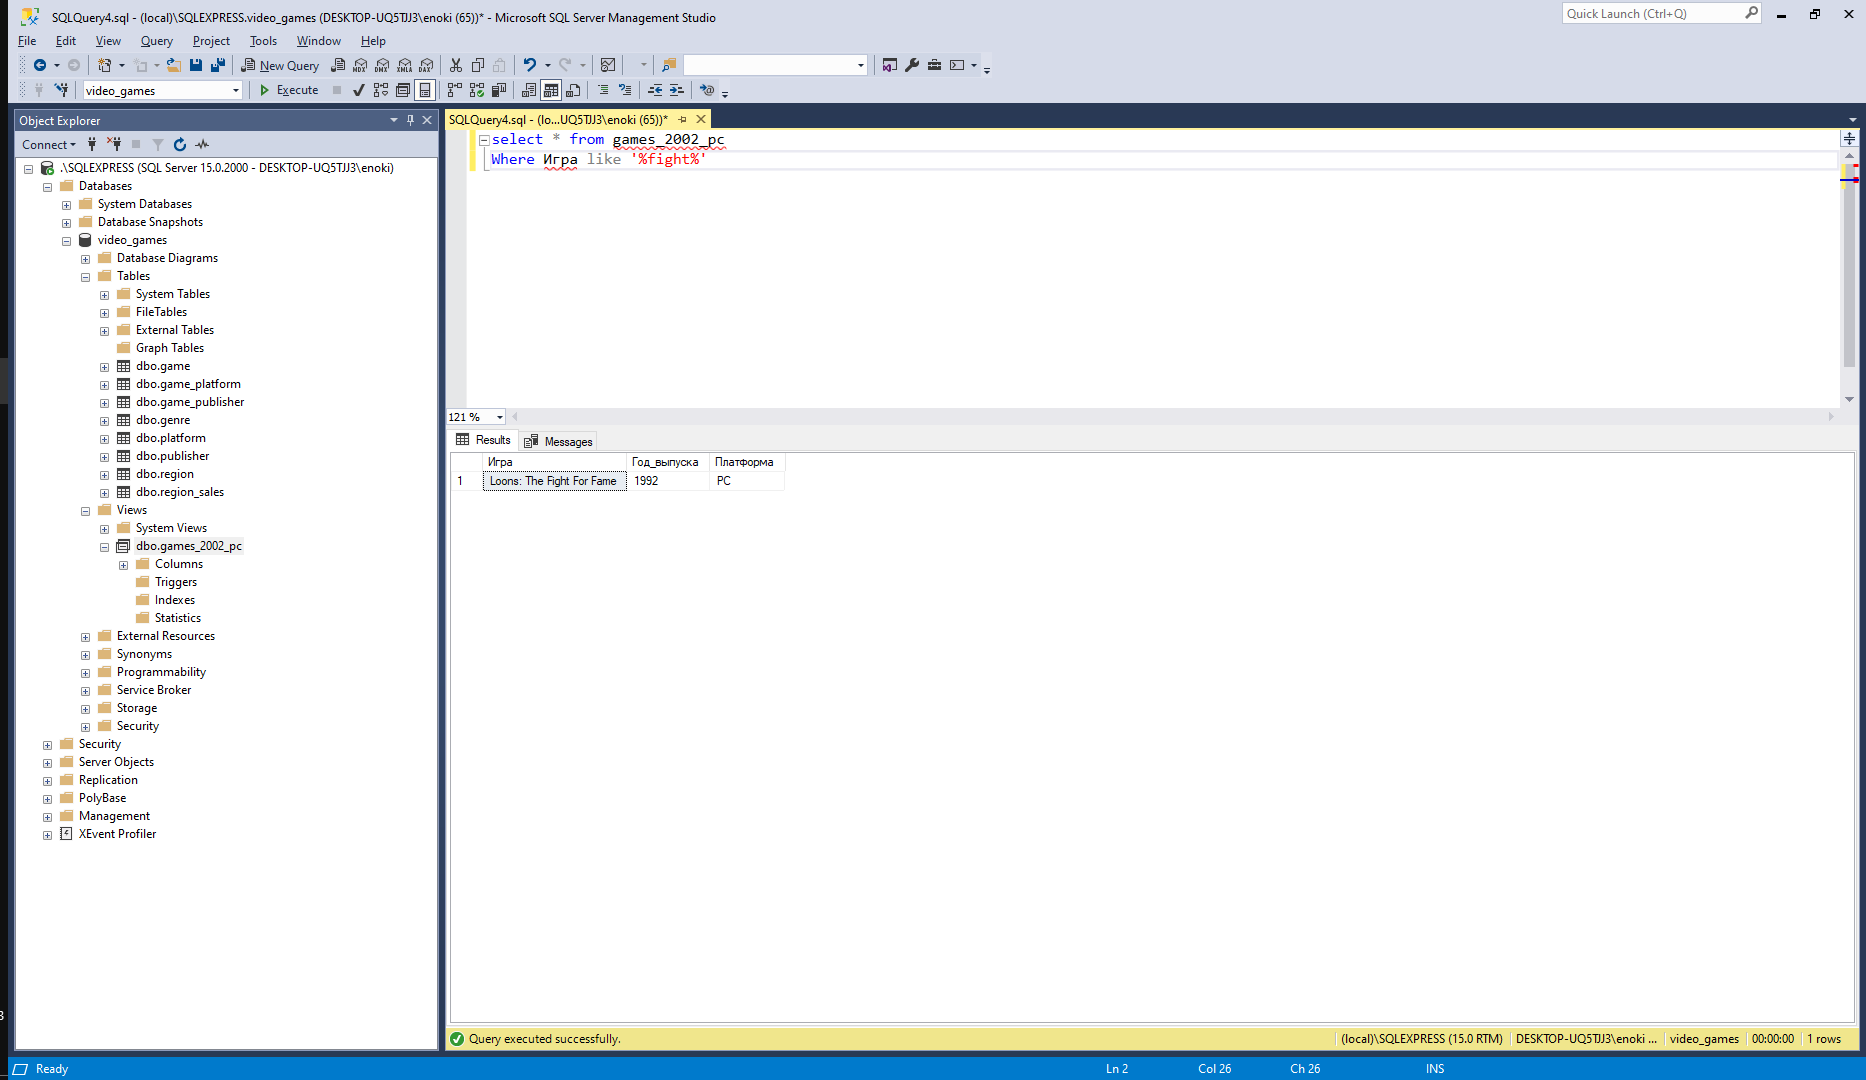 SQLQuery4.sql - (local)\SQLEXPRESS.video_games (DESKTOP-UQ5TJJ3\enoki (65))* - Microsoft SQL Server Management Studio
Quick Launch (Ctrl+Q)
File Edit View Query Project Tools Window Help
New Query MDX DMX XMLA DAX
video_games Execute
Object Explorer
Connect
.\SQLEXPRESS (SQL Server 15.0.2000 - DESKTOP-UQ5TJJ3\enoki)
Databases
System Databases
Database Snapshots
video_games
Database Diagrams
Tables
System Tables
FileTables
External Tables
Graph Tables
dbo.game
dbo.game_platform
dbo.game_publisher
dbo.genre
dbo.platform
dbo.publisher
dbo.region
dbo.region_sales
Views
System Views
dbo.games_2002_pc
Columns
Triggers
Indexes
Statistics
External Resources
Synonyms
Programmability
Service Broker
Storage
Security
Security
Server Objects
Replication
PolyBase
Management
XEvent Profiler
SQLQuery4.sql - (lo...UQ5TJJ3\enoki (65))*
select * from games_2002_pc
Where Игра like '%fight%'
121 %
Results Messages
Игра Год_выпуска Платформа
1 Loons: The Fight For Fame 1992 PC
Query executed successfully. (local)\SQLEXPRESS (15.0 RTM) DESKTOP-UQ5TJJ3\enoki ... video_games 00:00:00 1 rows
Ready Ln 2 Col 26 Ch 26 INS